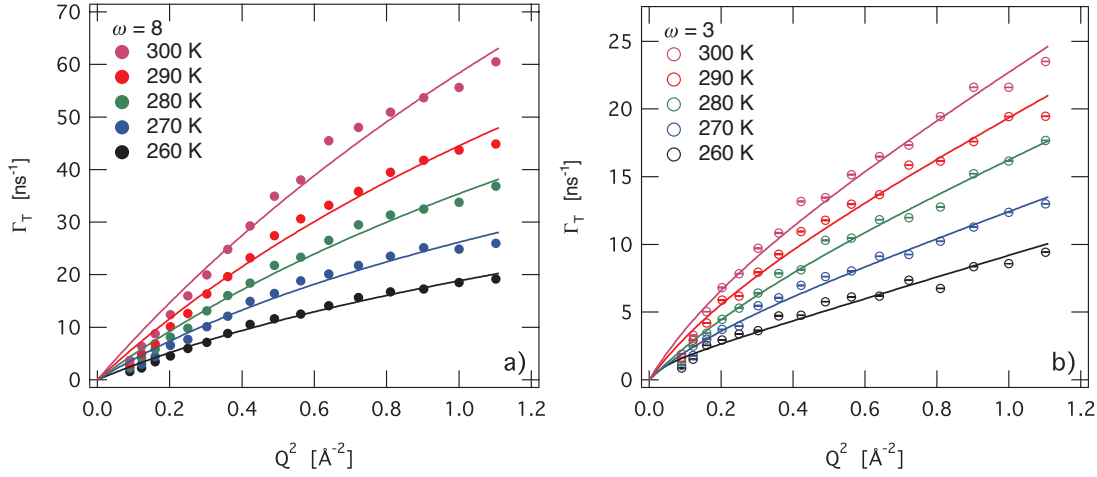 ω = 8
300 K
290 K
280 K
270 K
260 K
70
60
50
40
30
20
10
0
Γ_T [ns⁻¹]
0.0 0.2 0.4 0.6 0.8 1.0 1.2
Q² [Å⁻²]
a)
ω = 3
300 K
290 K
280 K
270 K
260 K
25
20
15
10
5
0
Γ_T [ns⁻¹]
0.0 0.2 0.4 0.6 0.8 1.0 1.2
Q² [Å⁻²]
b)